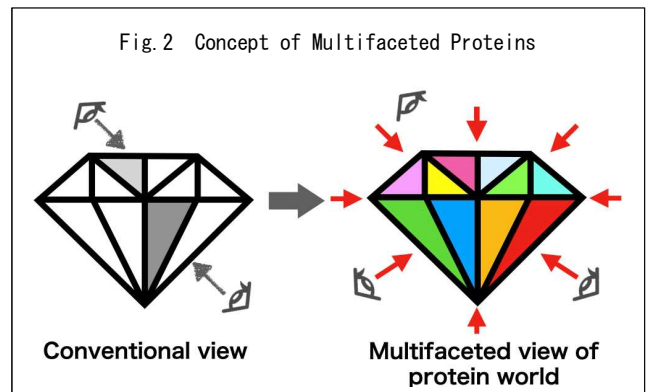 Fig.2 Concept of Multifaceted Proteins
Conventional view
Multifaceted view of
protein world